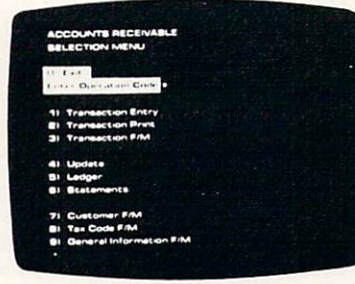 ACCOUNTS RECEIVABLE
SELECTION MENU
0) Exit
Enter Operation Code
1) Transaction Entry
2) Transaction Print
3) Transaction F/M
4) Update
5) Ledger
6) Statements
7) Customer F/M
8) Tax Code F/M
9) General Information F/M